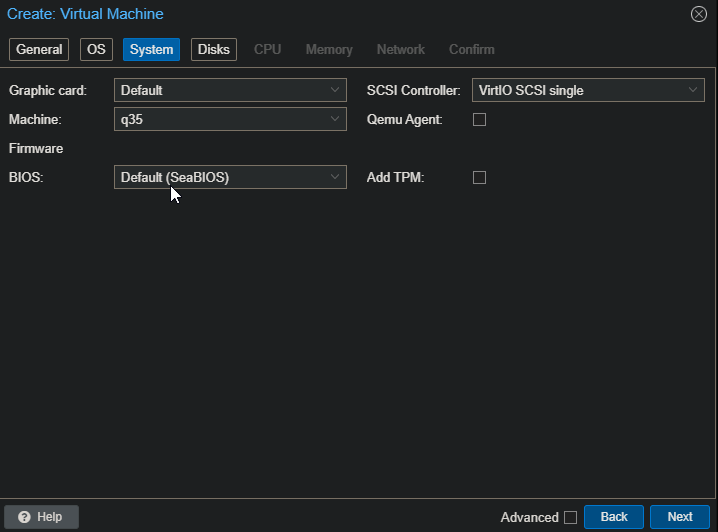 Create: Virtual Machine
General OS System Disks CPU Memory Network Confirm
Graphic card: Default SCSI Controller: VirtIO SCSI single
Machine: q35 Qemu Agent:
Firmware
BIOS: Default (SeaBIOS) Add TPM:
Help Advanced Back Next